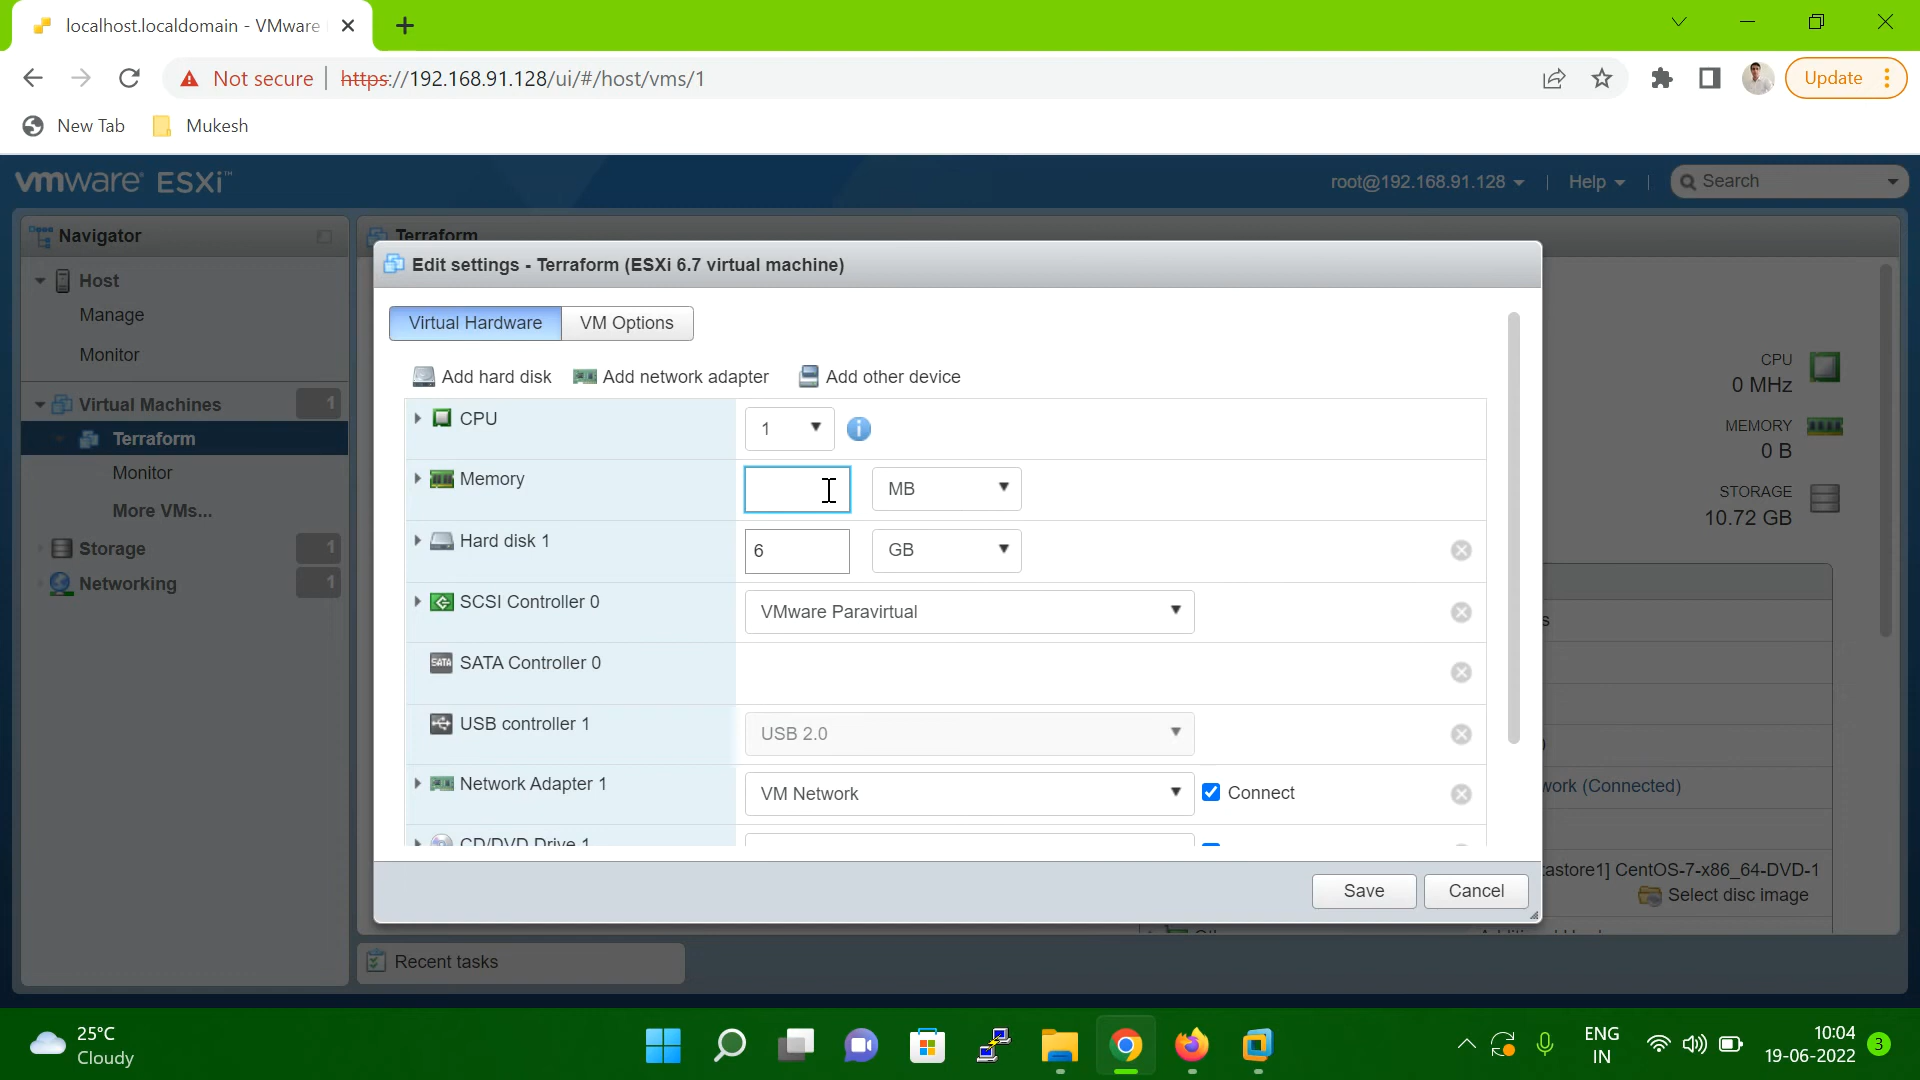 localhost.localdomain - VMware
Not secure
https://192.168.91.128/ui/#/host/vms/1
Update
New Tab
Mukesh
vmware ESXi™
root@192.168.91.128
Help
Search
Navigator
Host
Manage
Monitor
Virtual Machines
1
Terraform
Monitor
More VMs...
Storage
1
Networking
1
Terraform
Edit settings - Terraform (ESXi 6.7 virtual machine)
Virtual Hardware
VM Options
Add hard disk
Add network adapter
Add other device
CPU
1
Memory
MB
Hard disk 1
6
GB
SCSI Controller 0
VMware Paravirtual
SATA
SATA Controller 0
USB controller 1
USB 2.0
Network Adapter 1
VM Network
Connect
CD/DVD Drive 1
Save
Cancel
CPU
0 MHz
MEMORY
0 B
STORAGE
10.72 GB
s
work (Connected)
tastore1] CentOS-7-x86_64-DVD-1
Select disc image
Recent tasks
25°C
Cloudy
ENG
IN
10:04
19-06-2022
3